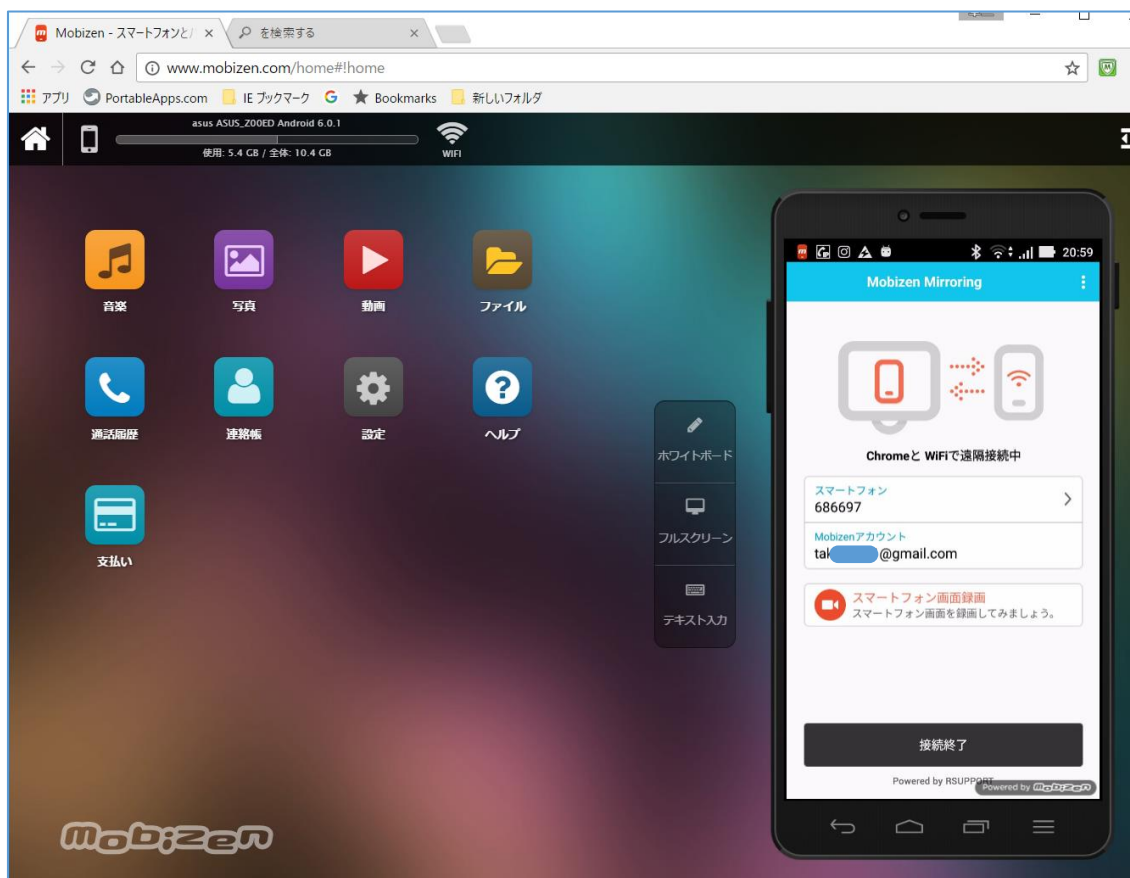 Mobizen - スマートフォンと
を検索する
www.mobizen.com/home#!home
アプリ PortableApps.com IE ブックマーク Bookmarks 新しいフォルダ
asus ASUS_Z00ED Android 6.0.1
使用: 5.4 GB / 全体: 10.4 GB
WIFI
音楽 写真 動画 ファイル
通話履歴 連絡帳 設定 ヘルプ
支払い
ホワイトボード
フルスクリーン
テキスト入力
20:59
Mobizen Mirroring
Chromeと WiFiで遠隔接続中
スマートフォン
686697
Mobizenアカウント
tak @gmail.com
スマートフォン画面録画
スマートフォン画面を録画してみましょう。
接続終了
Powered by RSUPPORT
Powered by mobizen
mobizen